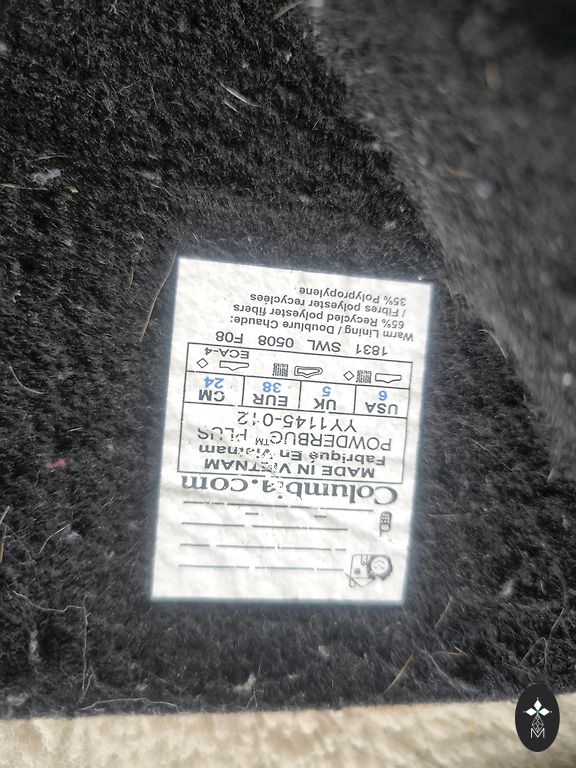 Columbia.com
MADE IN VIETNAM
Fabriqué En Vietnam
POWDERBUG™ PLUS
YY1145-012
USA UK EUR CM
6 5 38 24
ECA-4
1831 SWL 0508 F08
Warm Lining / Doublure Chaude:
65% Recycled polyester fibers
/ Fibres polyester recyclées
35% Polypropylene.
M